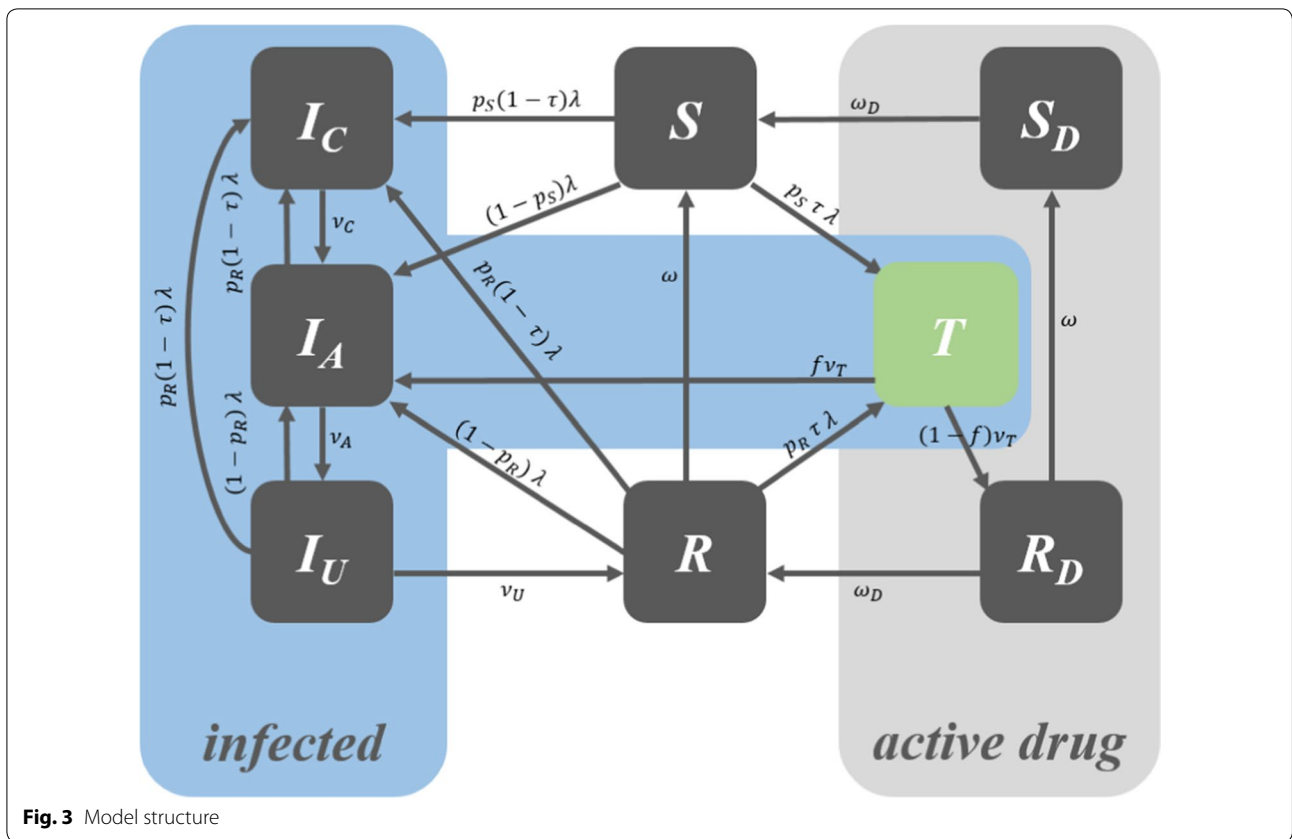 I_C
S
S_D
p_S(1 − τ)λ
ω_D
p_R(1 − τ) λ
ν_C
(1 − p_S)λ
p_S τ λ
p_R(1 − τ) λ
p_R(1 − τ) λ
ω
ω
I_A
T
fν_T
(1 − p_R) λ
ν_A
(1 − p_R) λ
p_R τ λ
(1 − f)ν_T
I_U
R
R_D
ν_U
ω_D
infected
active drug
Fig. 3 Model structure